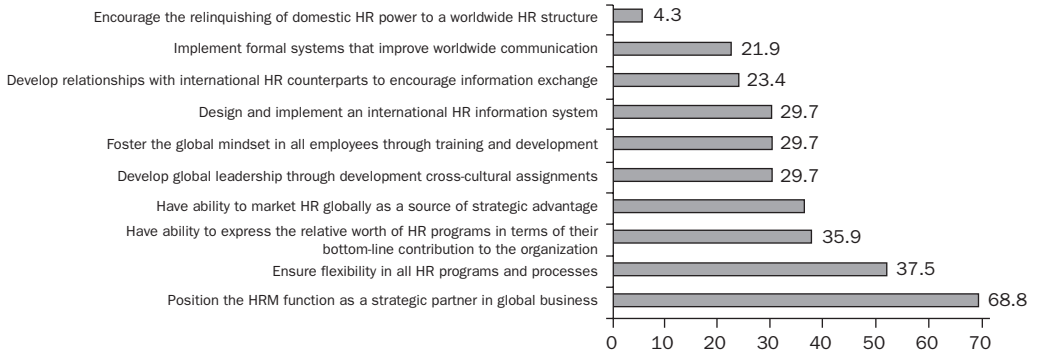 Encourage the relinquishing of domestic HR power to a worldwide HR structure 4.3
Implement formal systems that improve worldwide communication 21.9
Develop relationships with international HR counterparts to encourage information exchange 23.4
Design and implement an international HR information system 29.7
Foster the global mindset in all employees through training and development 29.7
Develop global leadership through development cross-cultural assignments 29.7
Have ability to market HR globally as a source of strategic advantage
Have ability to express the relative worth of HR programs in terms of their
bottom-line contribution to the organization 35.9
Ensure flexibility in all HR programs and processes 37.5
Position the HRM function as a strategic partner in global business 68.8
0 10 20 30 40 50 60 70